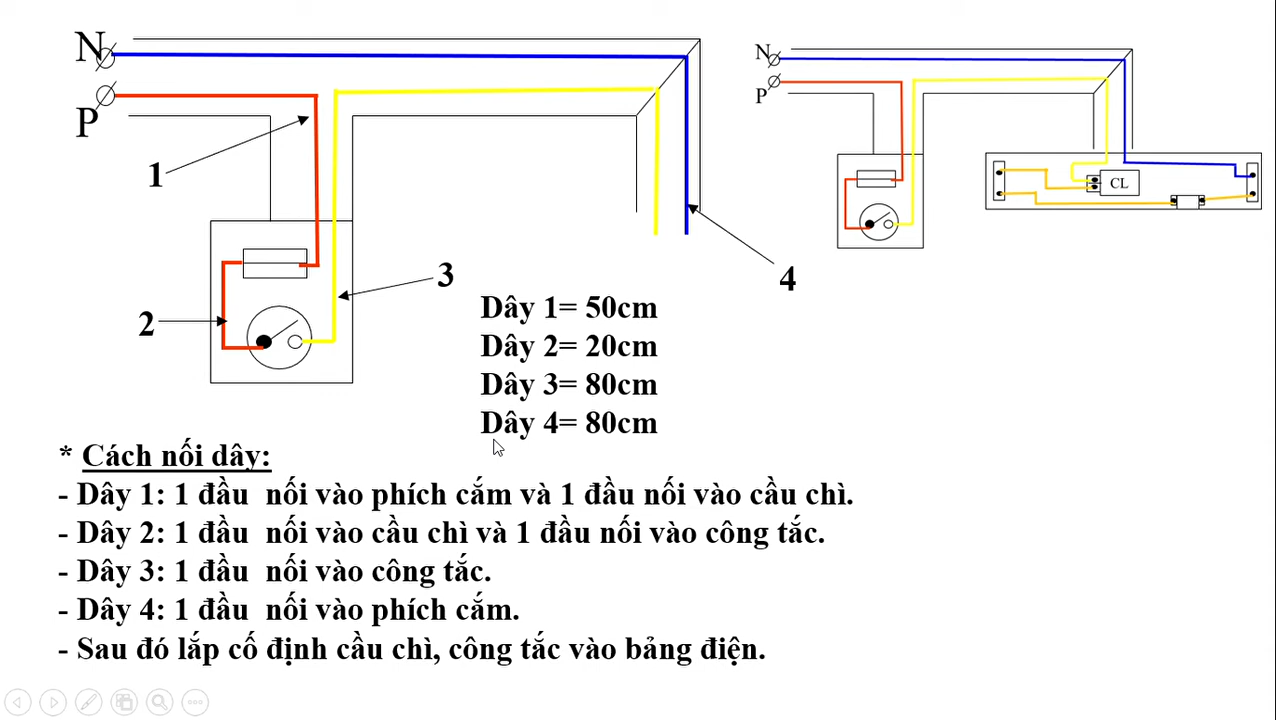 N
P
1
2
3
4
N
P
CL
Dây 1= 50cm
Dây 2= 20cm
Dây 3= 80cm
Dây 4= 80cm
* Cách nối dây:
- Dây 1: 1 đầu  nối vào phích cắm và 1 đầu nối vào cầu chì.
- Dây 2: 1 đầu  nối vào cầu chì và 1 đầu nối vào công tắc.
- Dây 3: 1 đầu  nối vào công tắc.
- Dây 4: 1 đầu  nối vào phích cắm.
- Sau đó lắp cố định cầu chì, công tắc vào bảng điện.